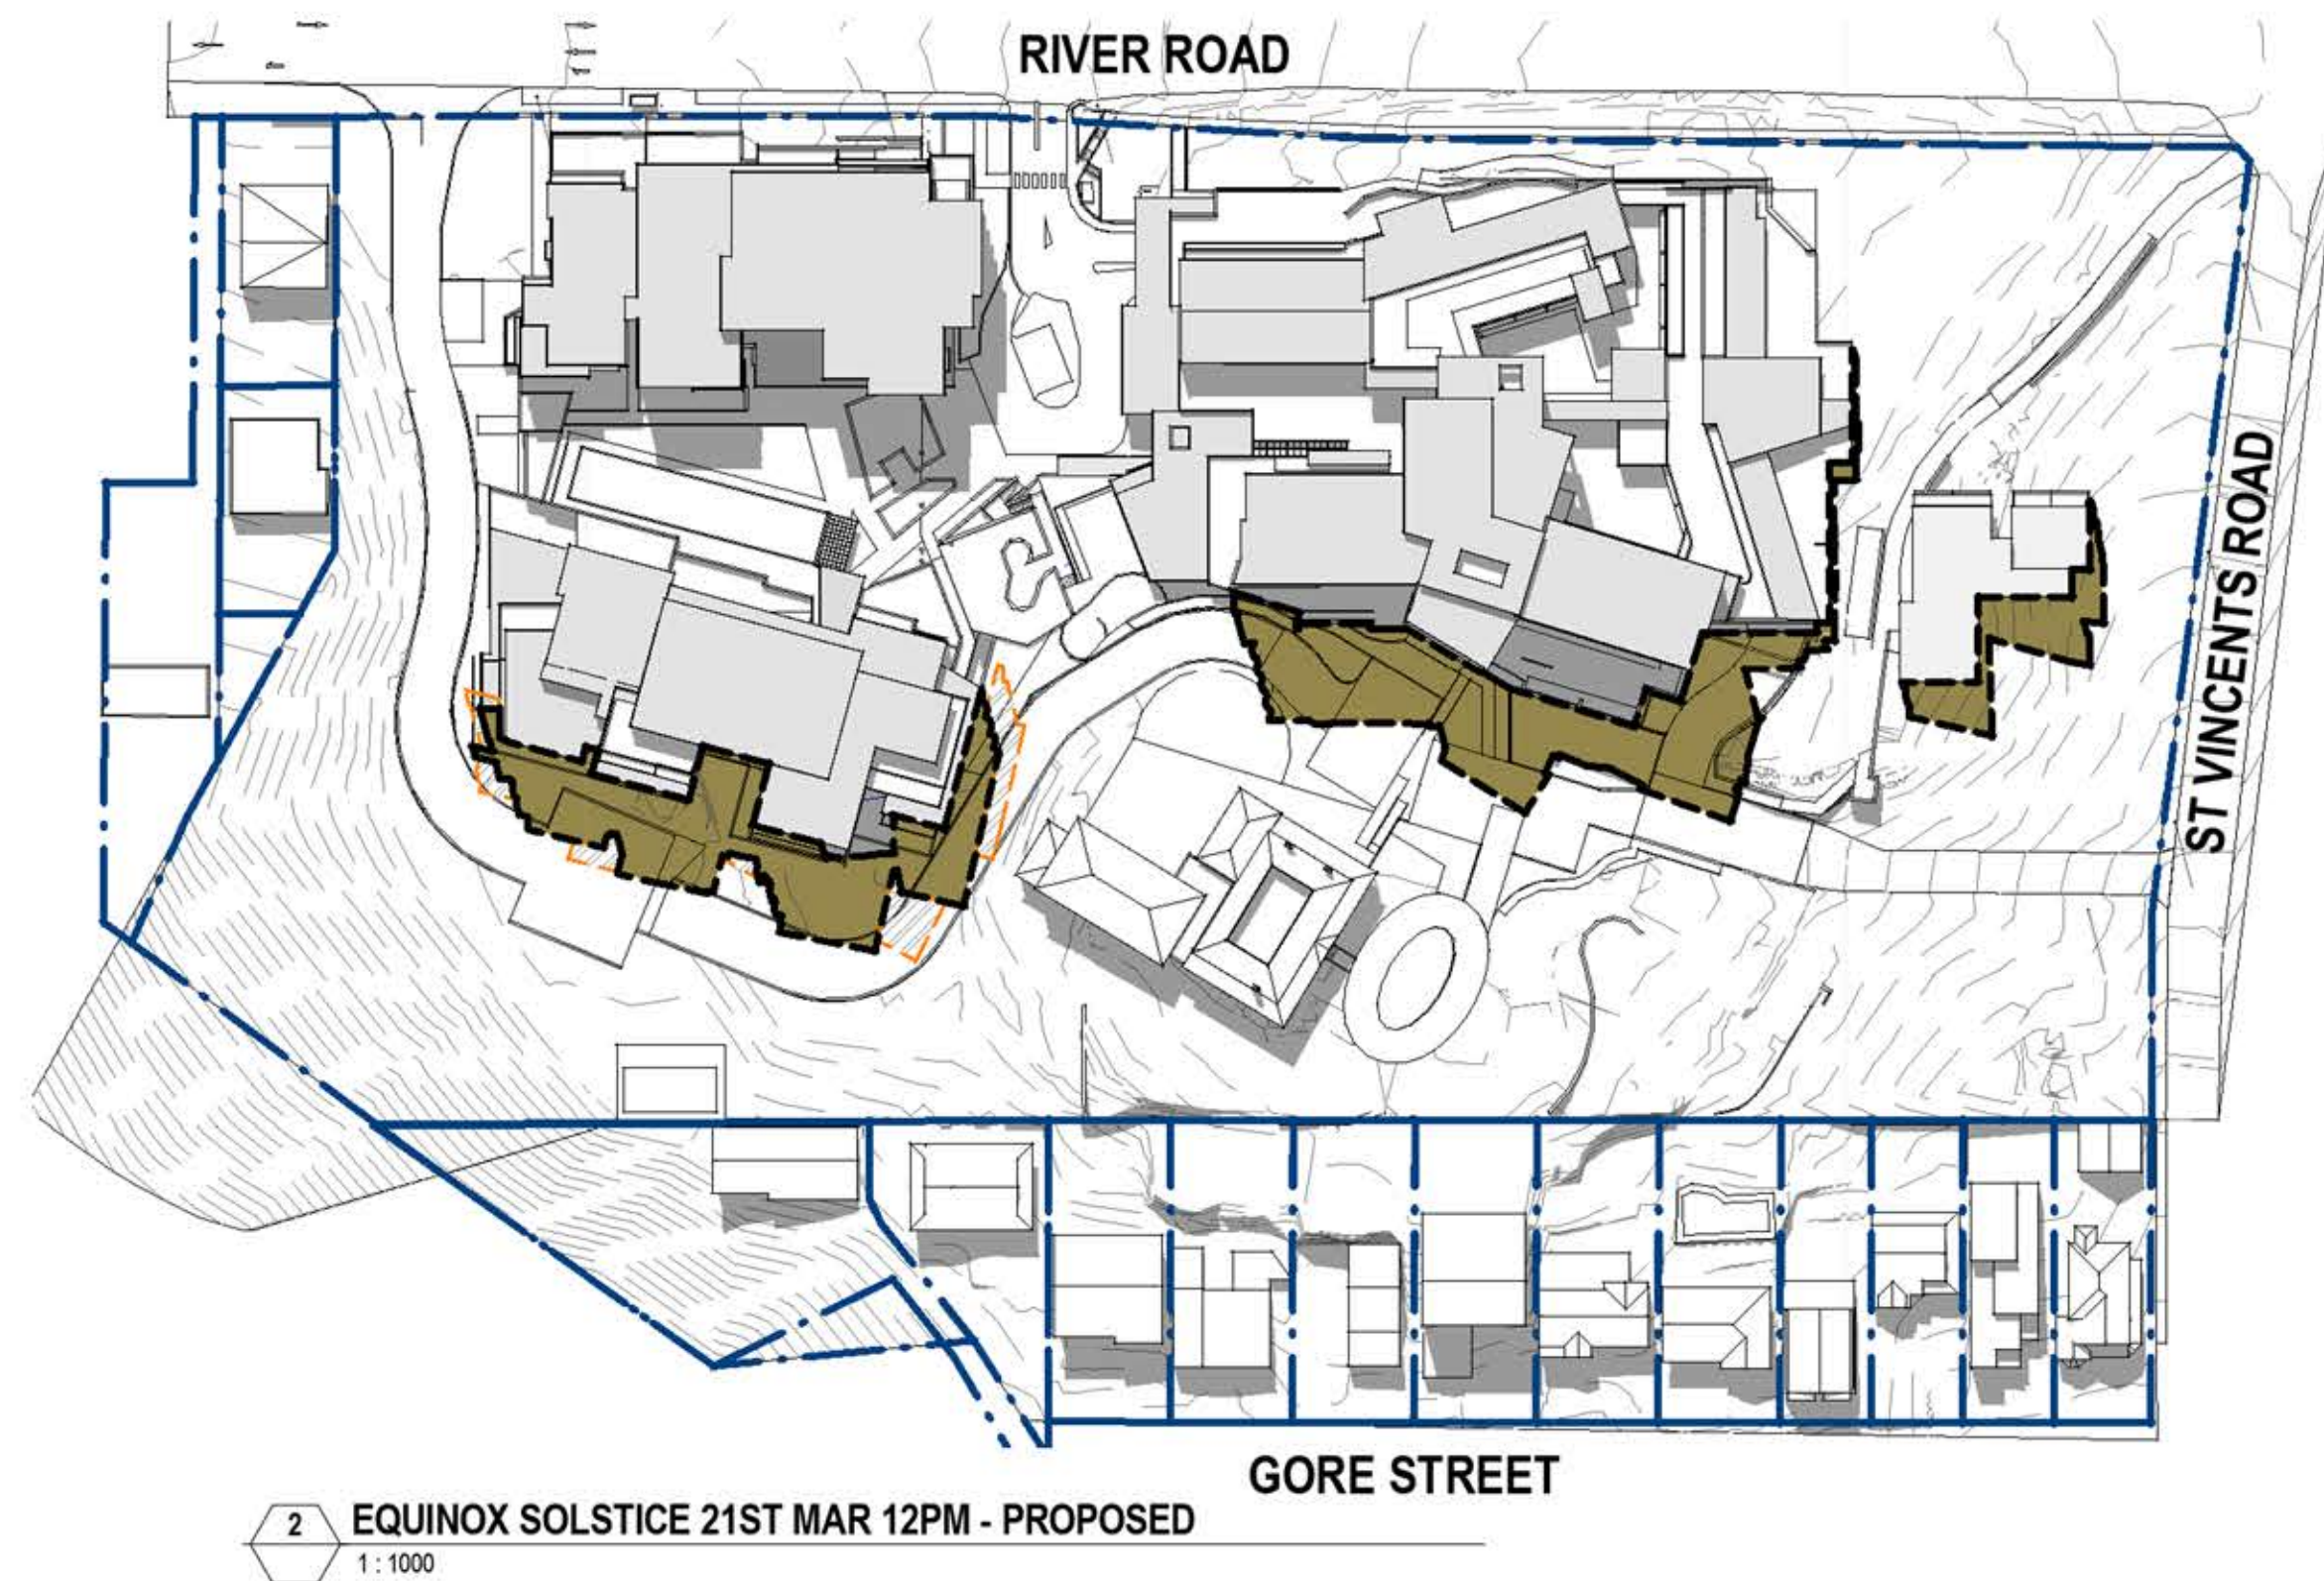 RIVER ROAD
ST VINCENTS ROAD
GORE STREET
2
EQUINOX SOLSTICE 21ST MAR 12PM - PROPOSED
1 : 1000